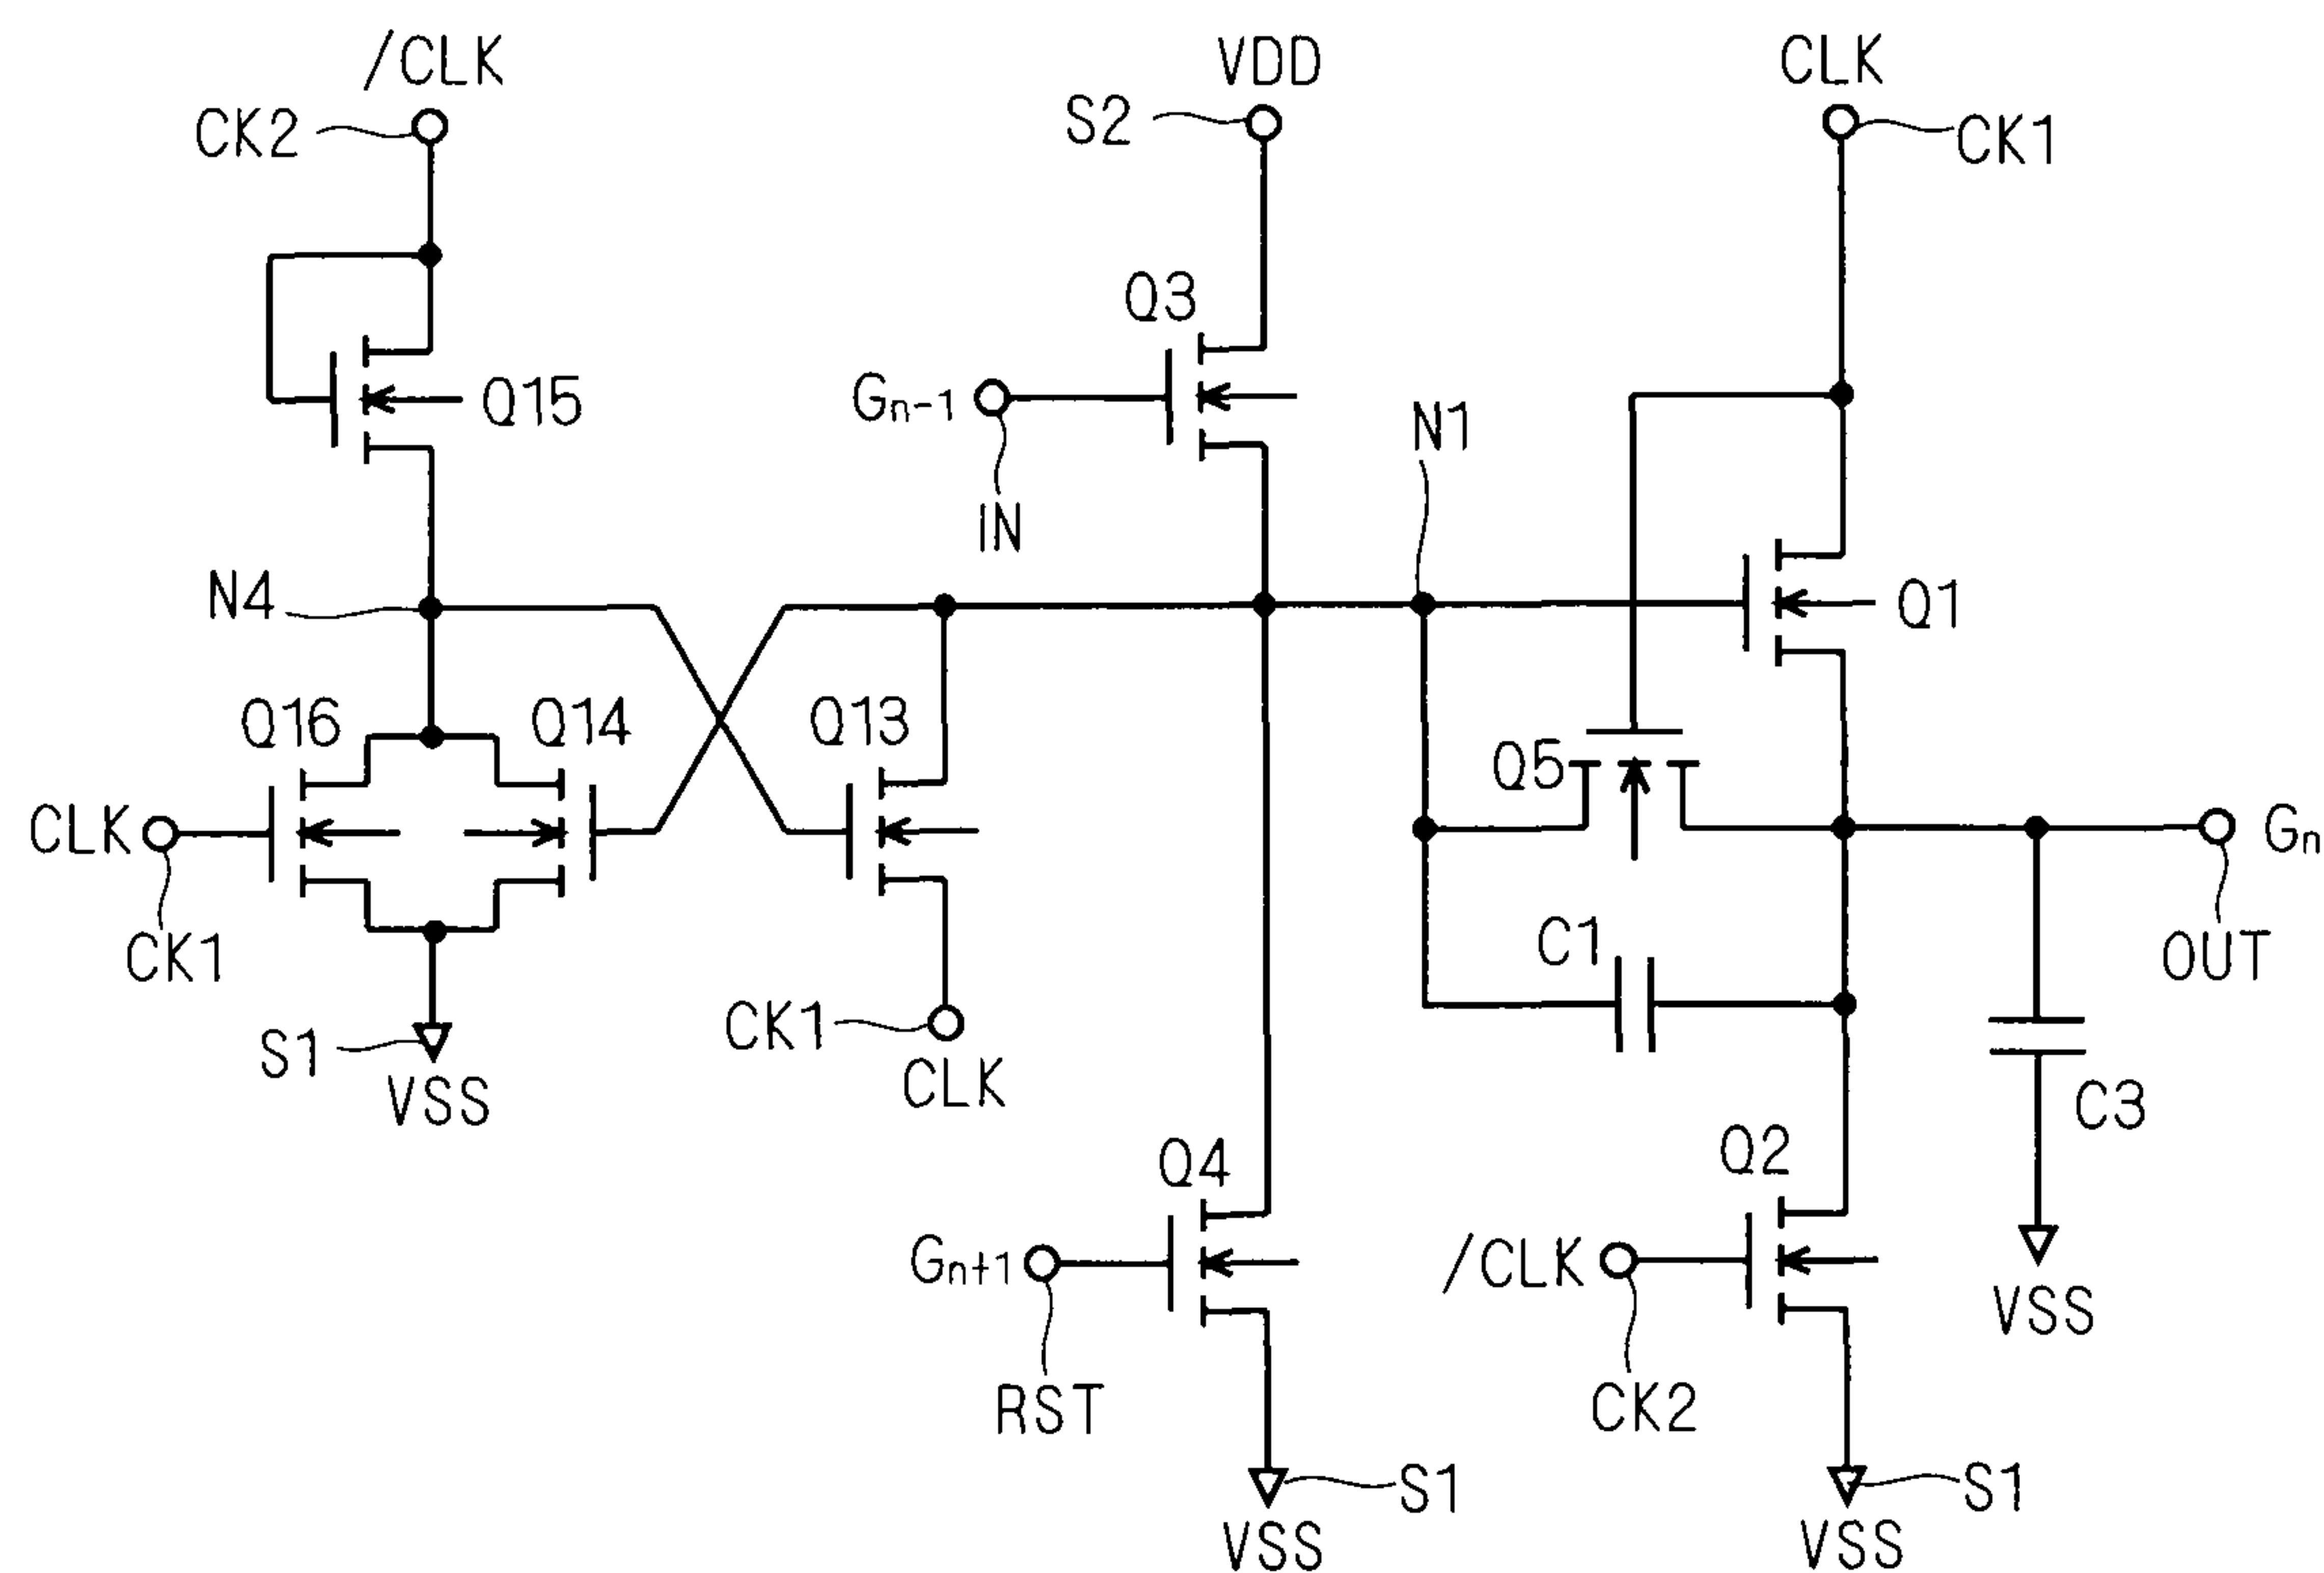 /CLK
VDD
CLK
CK2
S2
CK1
Q3
Q15
Gn-1
N1
IN
N4
Q1
Q16
Q14
Q13
Q5
CLK
Gn
CK1
C1
OUT
S1
CK1
VSS
CLK
C3
Q4
Q2
Gn+1
/CLK
VSS
RST
CK2
S1
S1
VSS
VSS